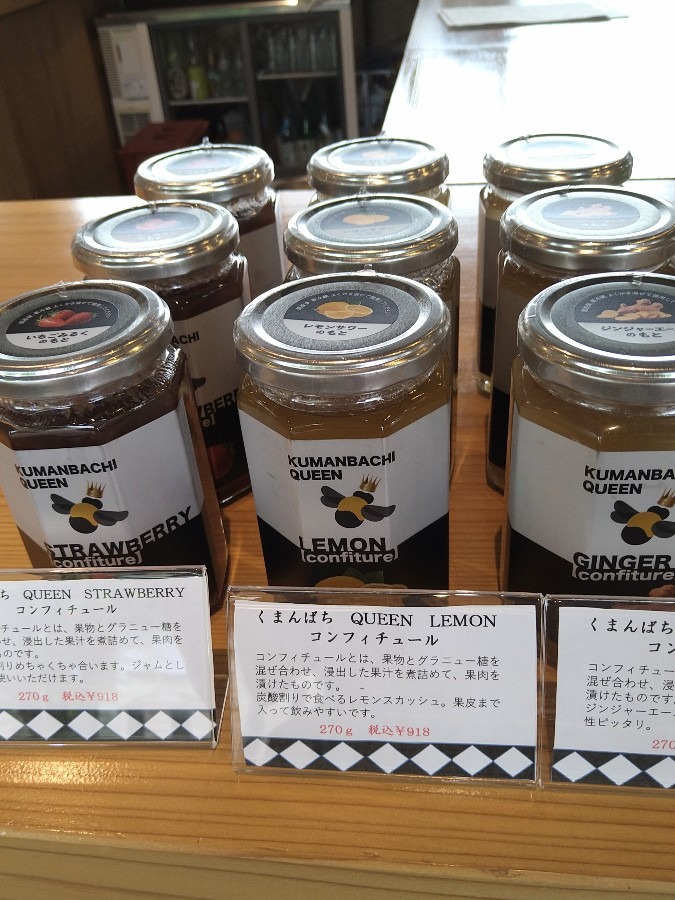 いちごミルク
のもと
レモンサワー
のもと
ジンジャーエー
のもと
KUMANBACHI
QUEEN
STRAWBERRY
(confiture)
KUMANBACHI
QUEEN
LEMON
(confiture)
KUMANBA
QUEEN
GINGER
(confiture)
ち QUEEN STRAWBERRY
コンフィチュール
チュールとは、果物とグラニュー糖を
わせ、浸出した果汁を煮詰めて、果肉を
のです。
割りめちゃくちゃ合います。ジャムとし
使いいただけます。
270g 税込¥918
くまんばち QUEEN LEMON
コンフィチュール
コンフィチュールとは、果物とグラニュー糖を
混ぜ合わせ、浸出した果汁を煮詰めて、果肉を
漬けたものです。
炭酸割りで食べるレモンスカッシュ。果皮まで
入って飲みやすいです。
270g 税込¥918
くまんばち
コン
コンフィチュー
混ぜ合わせ、浸
漬けたものです
ジンジャーエー
性ピッタリ。
270